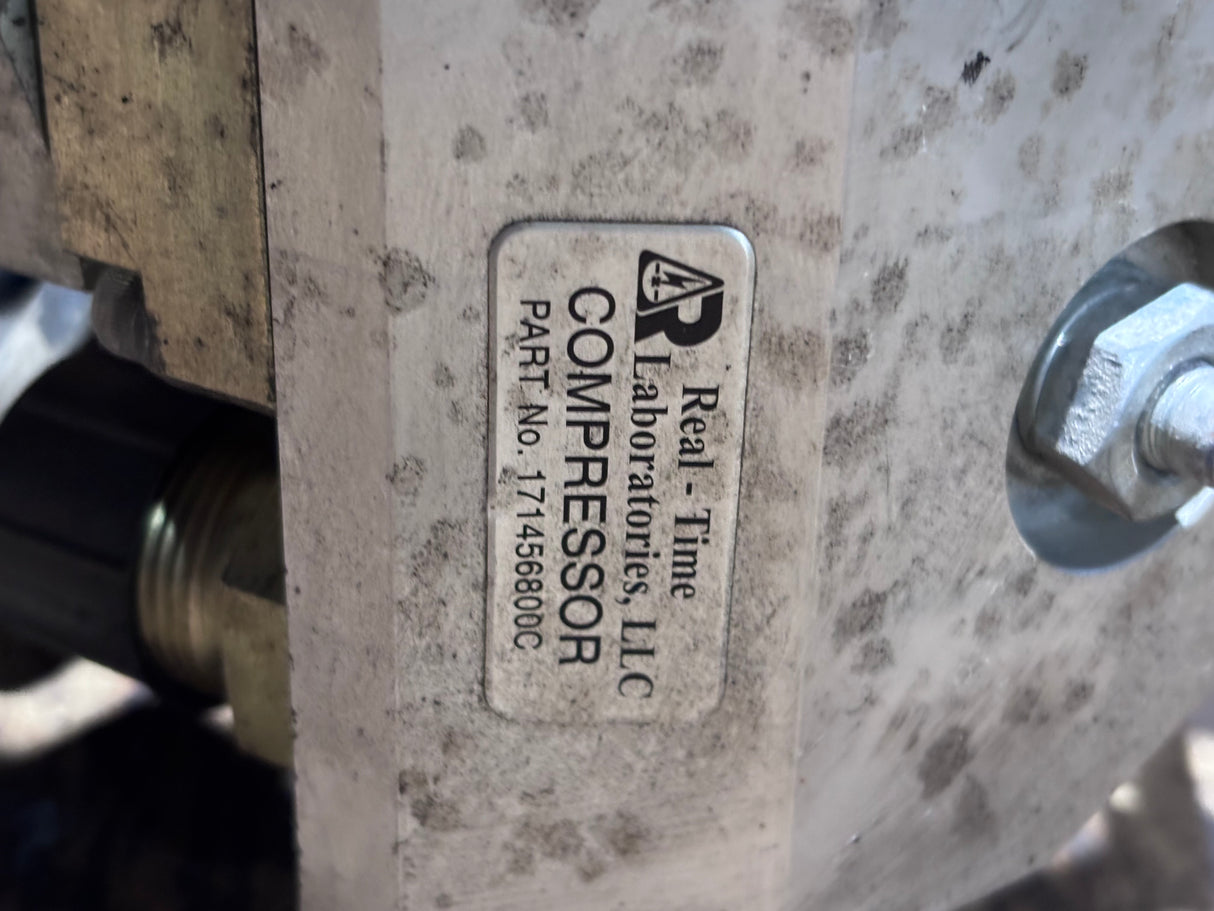 Real-Time
Laboratories, LLC
COMPRESSOR
PART No. 171456800C